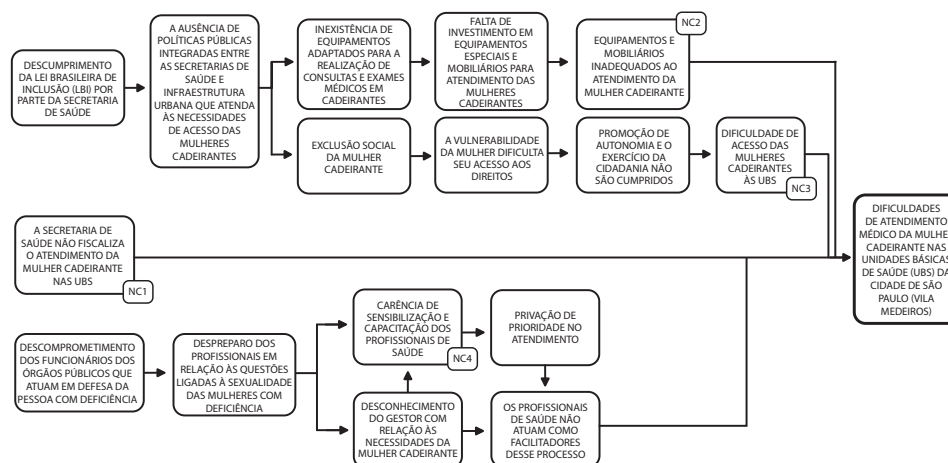 DESCUMPRIMENTO
DA LEI BRASILEIRA
DE INCLUSÃO (LBI) POR
PARTE DA SECRETARIA
DE SAÚDE
A AUSÊNCIA DE
POLÍTICAS PÚBLICAS
INTEGRADAS ENTRE
AS SECRETARIAS DE
SAÚDE E
INFRAESTRUTURA
URBANA QUE ATENDA
ÀS NECESSIDADES
DE ACESSO DAS
MULHERES
CADEIRANTES
INEXISTÊNCIA DE
EQUIPAMENTOS
ADAPTADOS PARA A
REALIZAÇÃO DE
CONSULTAS E EXAMES
MÉDICOS EM
CADEIRANTES
FALTA DE
INVESTIMENTO EM
EQUIPAMENTOS
ESPECIAIS E
MOBILIÁRIOS PARA
ATENDIMENTO DAS
MULHERES
CADEIRANTES
NC2
EQUIPAMENTOS E
MOBILIÁRIOS
INADEQUADOS AO
ATENDIMENTO DA
MULHER CADEIRANTE
EXCLUSÃO SOCIAL
DA MULHER
CADEIRANTE
A VULNERABILIDADE
DA MULHER DIFICULTA
SEU ACESSO AOS
DIREITOS
PROMOÇÃO DE
AUTONOMIA E O
EXERCÍCIO DA
CIDADANIA NÃO
SÃO CUMPRIDOS
DIFICULDADE DE
ACESSO DAS
MULHERES
CADEIRANTES
ÀS UBS
NC3
A SECRETARIA DE
SAÚDE NÃO FISCALIZA
O ATENDIMENTO DA
MULHER CADEIRANTE
NAS UBS
NC1
DIFICULDADES
DE ATENDIMENTO
MÉDICO DA MULHE
CADEIRANTE NAS
UNIDADES BÁSICAS
DE SAÚDE (UBS) DA
CIDADE DE SÃO
PAULO (VILA
MEDEIROS)
DESCOMPROMETIMENTO
DOS FUNCIONÁRIOS DOS
ÓRGÃOS PÚBLICOS QUE
ATUAM EM DEFESA DA
PESSOA COM DEFICIÊNCIA
DESPREPARO DOS
PROFISSIONAIS EM
RELAÇÃO ÀS QUESTÕES
LIGADAS À SEXUALIDADE
DAS MULHERES COM
DEFICIÊNCIA
CARÊNCIA DE
SENSIBILIZAÇÃO E
CAPACITAÇÃO DOS
PROFISSIONAIS DE
SAÚDE
NC4
PRIVAÇÃO DE
PRIORIDADE NO
ATENDIMENTO
DESCONHECIMENTO
DO GESTOR COM
RELAÇÃO ÀS
NECESSIDADES DA
MULHER CADEIRANTE
OS PROFISSIONAIS
DE SAÚDE NÃO
ATUAM COMO
FACILITADORES
DESSE PROCESSO